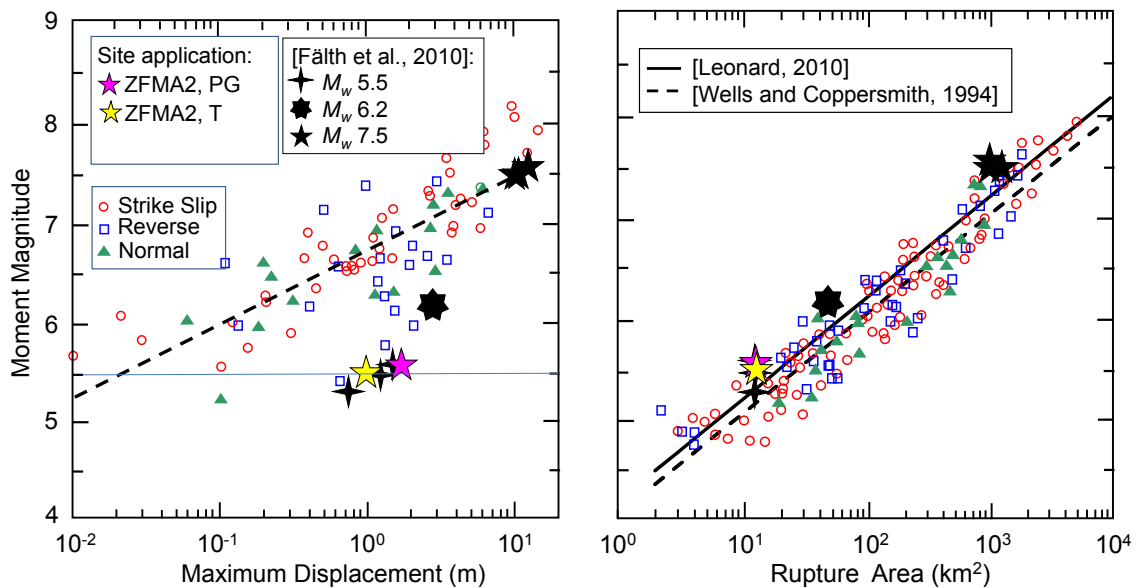 Site application:
ZFMA2, PG
ZFMA2, T
[Fälth et al., 2010]:
Mw 5.5
Mw 6.2
Mw 7.5
Strike Slip
Reverse
Normal
Moment Magnitude
9
8
7
6
5
4
10-2
10-1
100
101
Maximum Displacement (m)
[Leonard, 2010]
[Wells and Coppersmith, 1994]
100
101
102
103
104
Rupture Area (km2)